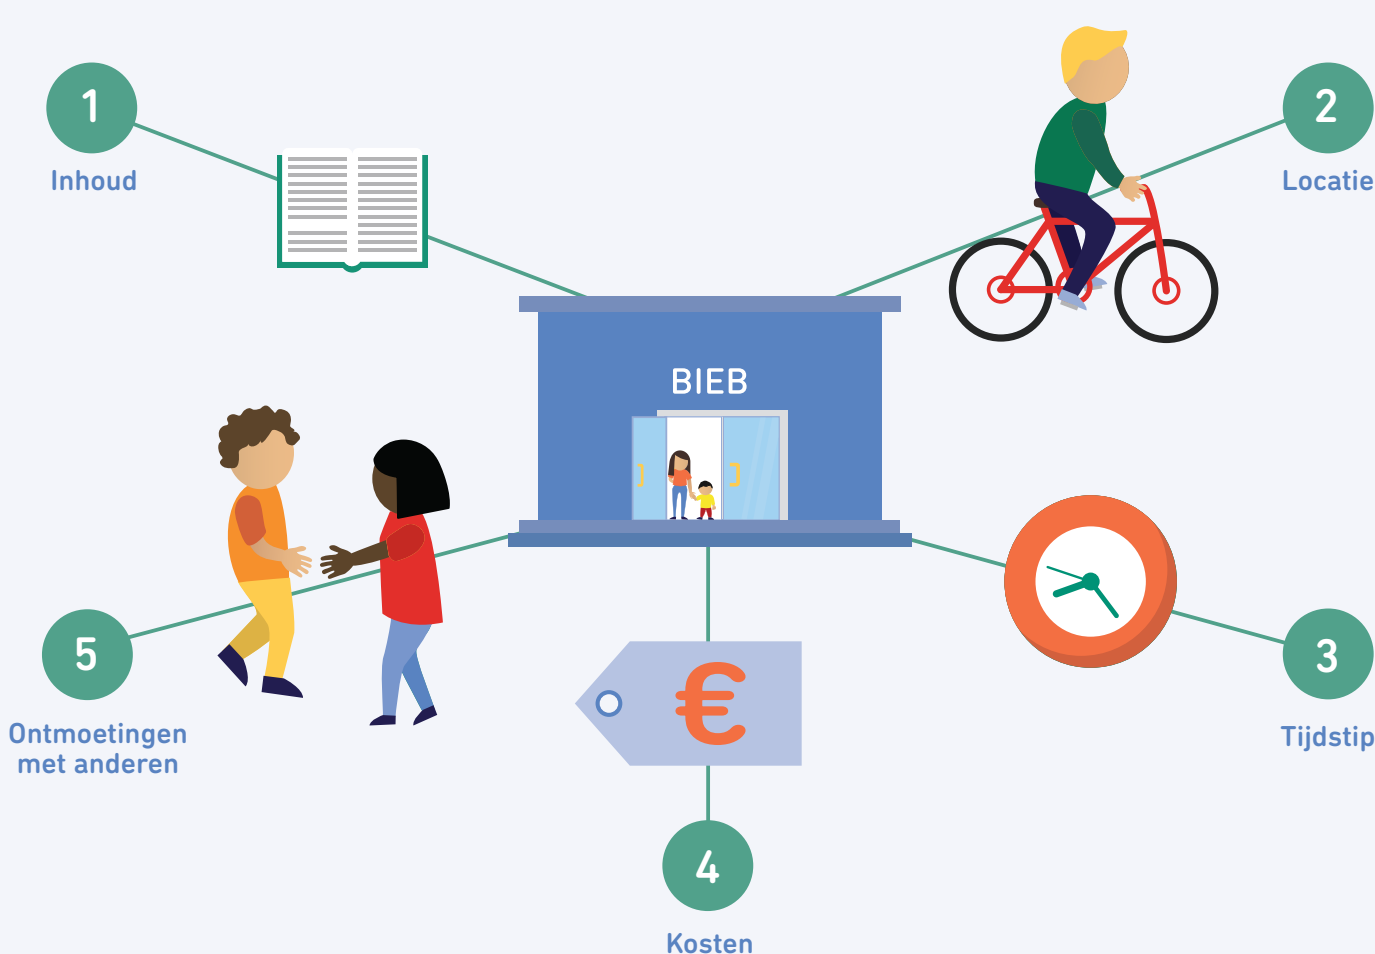 1
Inhoud
2
Locatie
BIEB
5
Ontmoetingen
met anderen
€
3
Tijdstip
4
Kosten